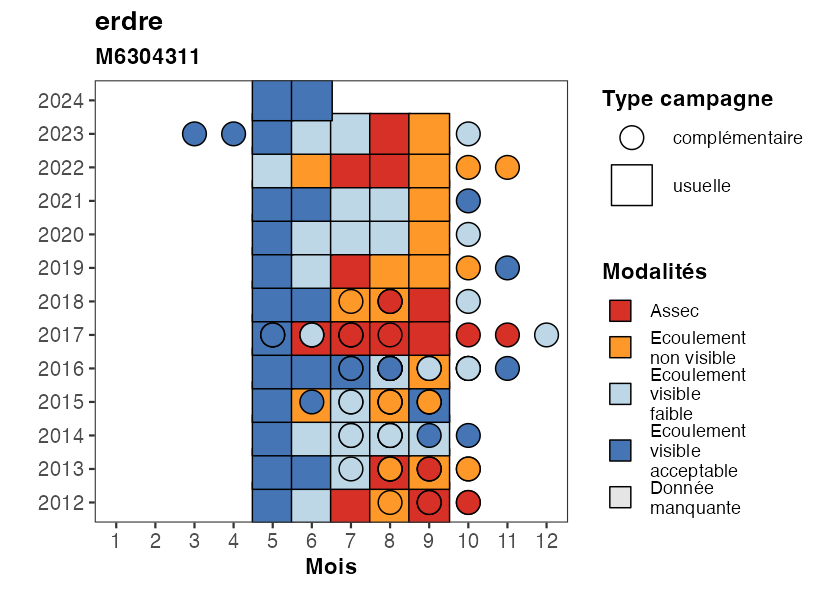 erdre
M6304311
2024
2023
2022
2021
2020
2019
2018
2017
2016
2015
2014
2013
2012
1 2 3 4 5 6 7 8 9 10 11 12
Mois
Type campagne
complémentaire
usuelle
Modalités
Assec
Ecoulement
non visible
Ecoulement
visible
faible
Ecoulement
visible
acceptable
Donnée
manquante